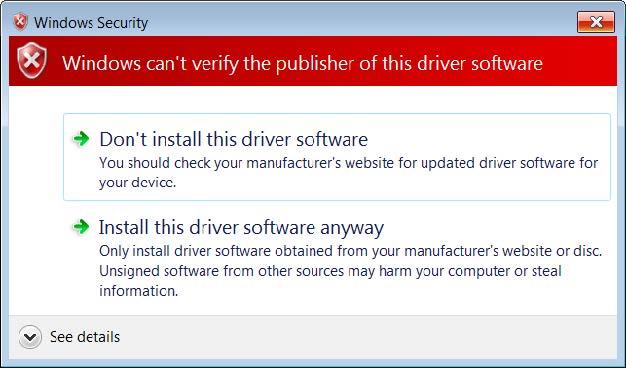 Windows Security
Windows can't verify the publisher of this driver software
Don't install this driver software
You should check your manufacturer's website for updated driver software for
your device.
Install this driver software anyway
Only install driver software obtained from your manufacturer's website or disc.
Unsigned software from other sources may harm your computer or steal
information.
See details